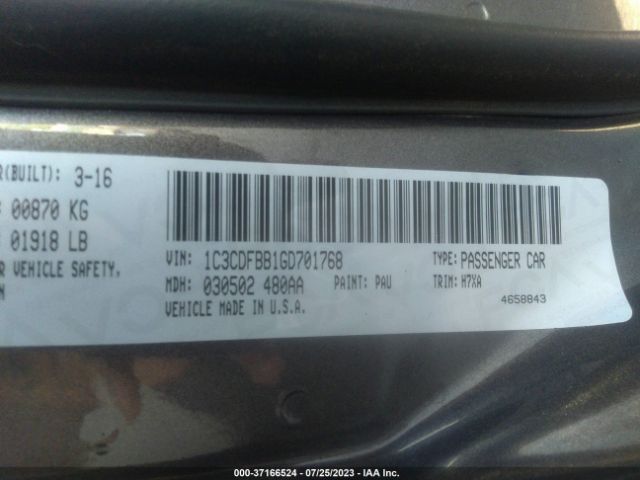 R(BUILT): 3-16
00870 KG
01918 LB
R VEHICLE SAFETY,
N
VIN: 1C3CDFBB1GD701768
TYPE: PASSENGER CAR
MDH: 030502 480AA
PAINT: PAU
TRIM: H7XA
VEHICLE MADE IN U.S.A.
4658843
000-37166524 / 07/25/2023 - IAA Inc.